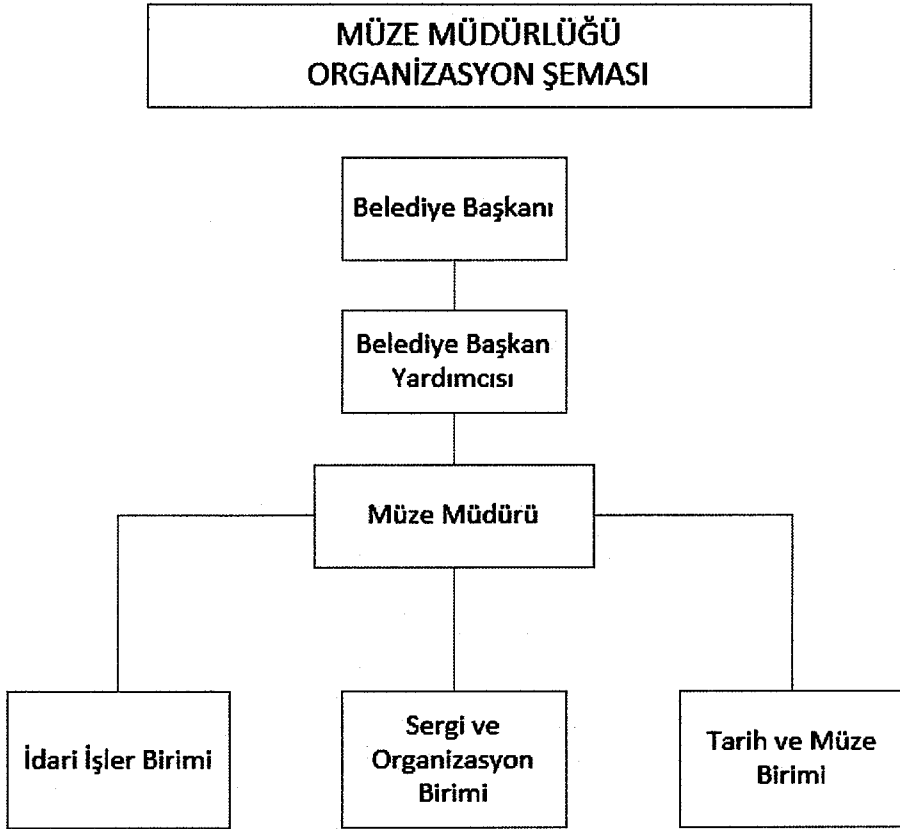 MÜZE MÜDÜRLÜĞÜ
ORGANİZASYON ŞEMASI
Belediye Başkanı
Belediye Başkan
Yardımcısı
Müze Müdürü
İdari İşler Birimi
Sergi ve
Organizasyon
Birimi
Tarih ve Müze
Birimi